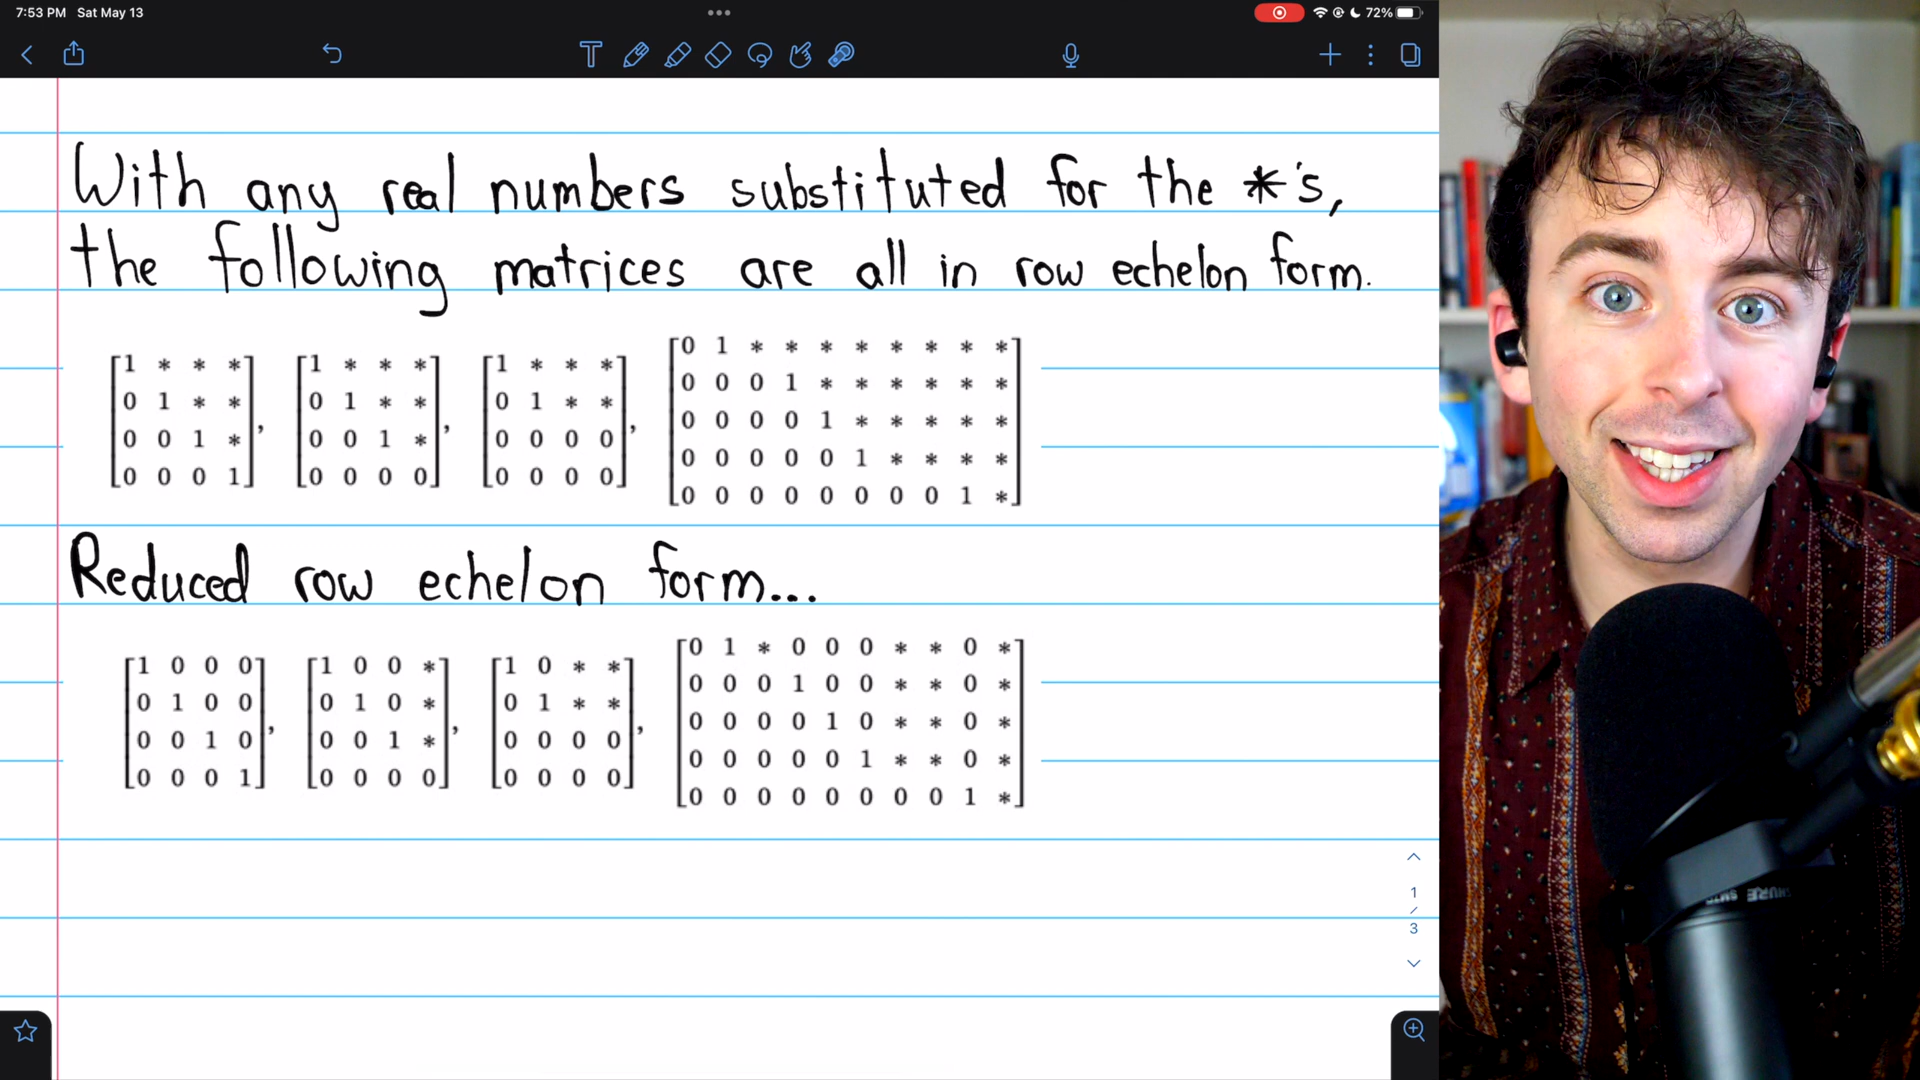 7:53 PM Sat May 13
72%
With any real numbers substituted for the *'s,
the following matrices are all in row echelon form.
[1 * * *] [1 * * *] [1 * * *] [0 1 * * * * * * * *]
[0 1 * *] [0 1 * *] [0 1 * *] [0 0 0 1 * * * * * *]
[0 0 1 *], [0 0 1 *], [0 0 0 0], [0 0 0 0 1 * * * * *]
[0 0 0 1] [0 0 0 0] [0 0 0 0] [0 0 0 0 0 1 * * * *]
[0 0 0 0 0 0 0 0 1 *]
Reduced row echelon form...
[1 0 0 0] [1 0 0 *] [1 0 * *] [0 1 * 0 0 0 * * 0 *]
[0 1 0 0] [0 1 0 *] [0 1 * *] [0 0 0 1 0 0 * * 0 *]
[0 0 1 0], [0 0 1 *], [0 0 0 0], [0 0 0 0 1 0 * * 0 *]
[0 0 0 1] [0 0 0 0] [0 0 0 0] [0 0 0 0 0 1 * * 0 *]
[0 0 0 0 0 0 0 0 1 *]
1
/
3
SHURE